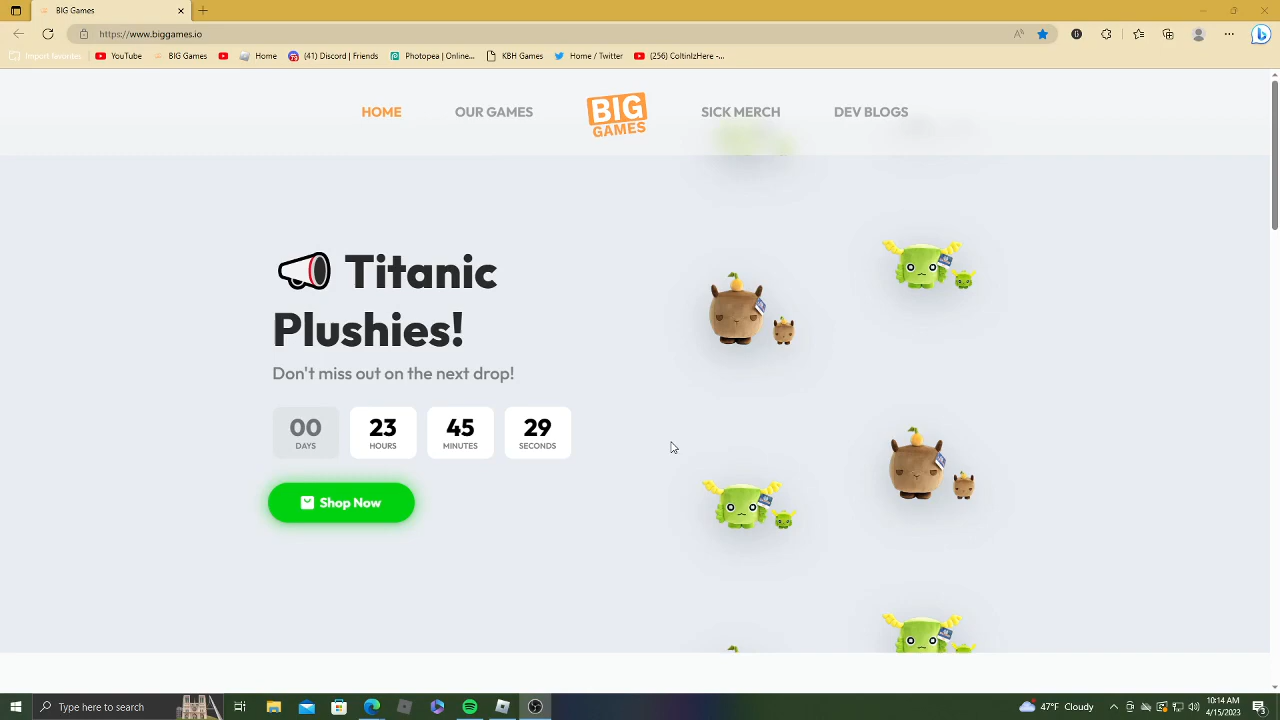 BIG Games
https://www.biggames.io
Import favorites
YouTube
BIG Games
Home
(41) Discord | Friends
Photopea | Online...
KBH Games
Home / Twitter
(256) ColtinIzHere -...
HOME
OUR GAMES
BIG
GAMES
SICK MERCH
DEV BLOGS
Titanic
Plushies!
Don't miss out on the next drop!
00
DAYS
23
HOURS
45
MINUTES
29
SECONDS
Shop Now
Type here to search
47°F Cloudy
10:14 AM
4/15/2023
3